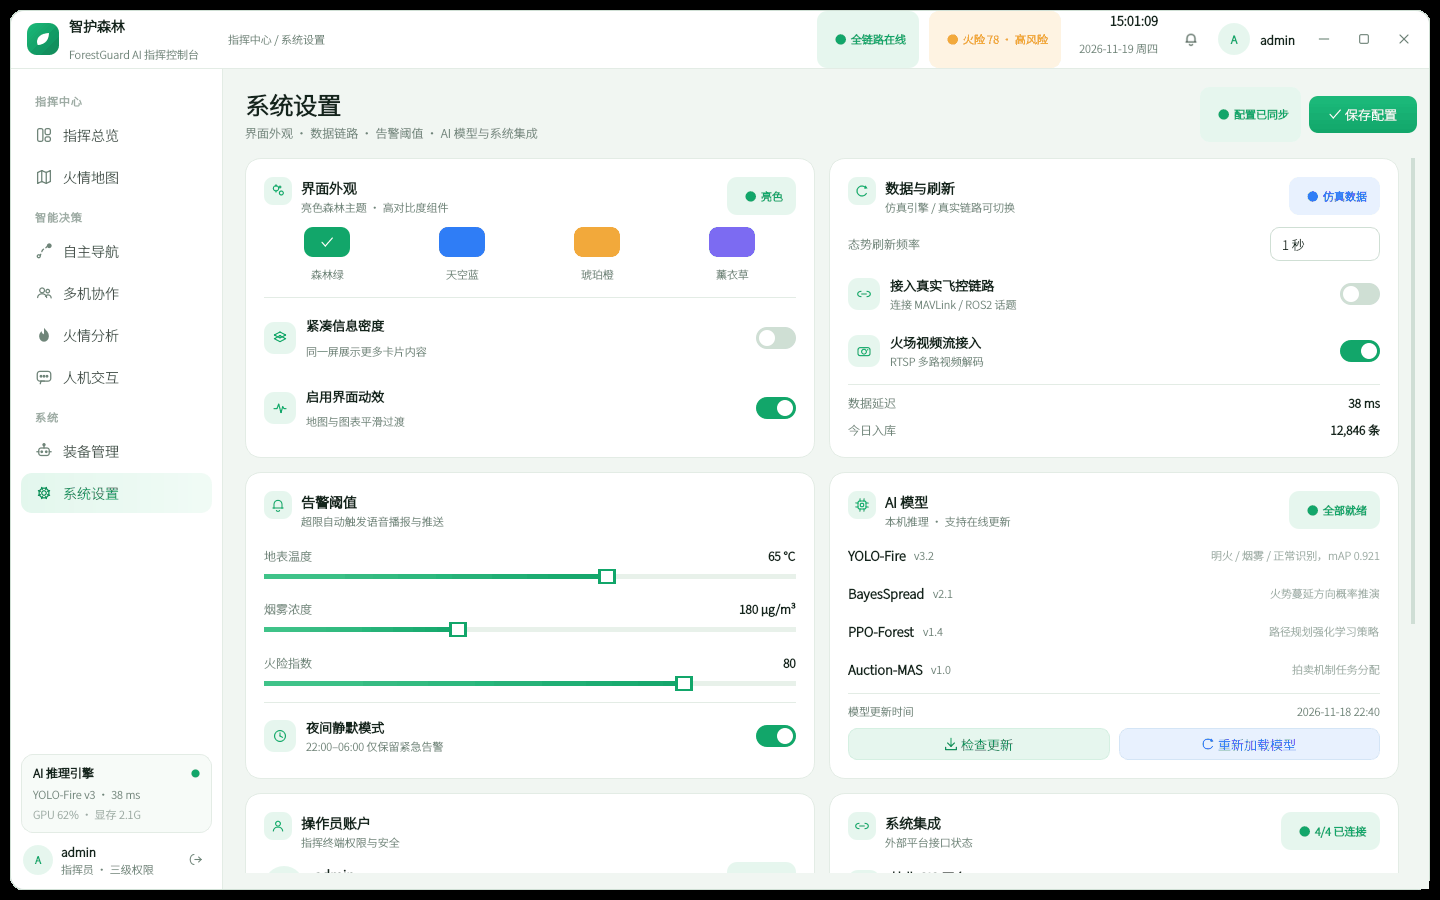 智护森林
ForestGuard AI 指挥控制台
指挥中心 / 系统设置
全链路在线
火险 78 · 高风险
15:01:09
2026-11-19 周四
A
admin
指挥中心
指挥总览
火情地图
智能决策
自主导航
多机协作
火情分析
人机交互
系统
装备管理
系统设置
AI 推理引擎
YOLO-Fire v3 · 38 ms
GPU 62% · 显存 2.1G
A
admin
指挥员 · 三级权限
系统设置
界面外观 · 数据链路 · 告警阈值 · AI 模型与系统集成
配置已同步
保存配置
界面外观
亮色森林主题 · 高对比度组件
亮色
森林绿
天空蓝
琥珀橙
薰衣草
紧凑信息密度
同一屏展示更多卡片内容
启用界面动效
地图与图表平滑过渡
数据与刷新
仿真引擎 / 真实链路可切换
仿真数据
态势刷新频率
1 秒
接入真实飞控链路
连接 MAVLink / ROS2 话题
火场视频流接入
RTSP 多路视频解码
数据延迟
38 ms
今日入库
12,846 条
告警阈值
超限自动触发语音播报与推送
地表温度
65 °C
烟雾浓度
180 µg/m³
火险指数
80
夜间静默模式
22:00–06:00 仅保留紧急告警
AI 模型
本机推理 · 支持在线更新
全部就绪
YOLO-Fire v3.2
明火 / 烟雾 / 正常识别，mAP 0.921
BayesSpread v2.1
火势蔓延方向概率推演
PPO-Forest v1.4
路径规划强化学习策略
Auction-MAS v1.0
拍卖机制任务分配
模型更新时间
2026-11-18 22:40
检查更新
重新加载模型
操作员账户
指挥终端权限与安全
系统集成
外部平台接口状态
4/4 已连接